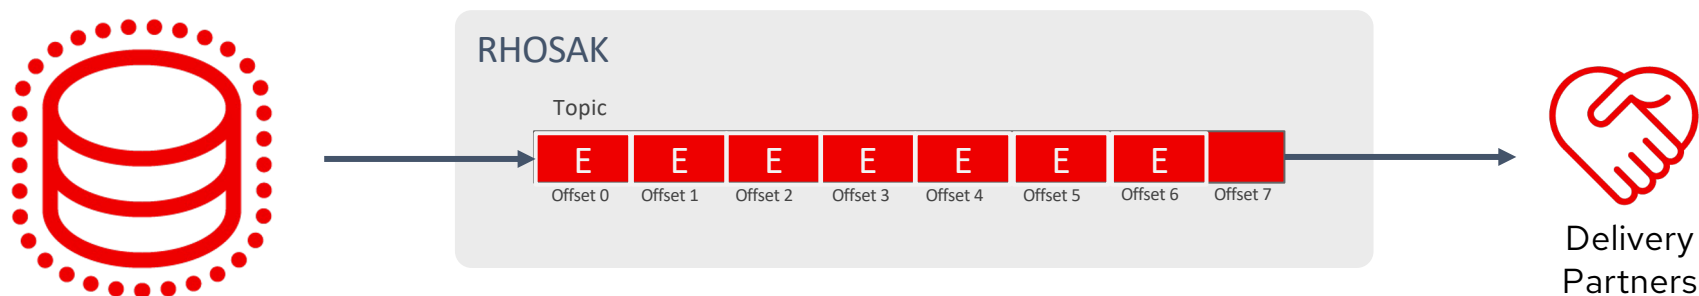 RHOSAK
Topic
E E E E E E E
Offset 0 Offset 1 Offset 2 Offset 3 Offset 4 Offset 5 Offset 6 Offset 7
Delivery
Partners